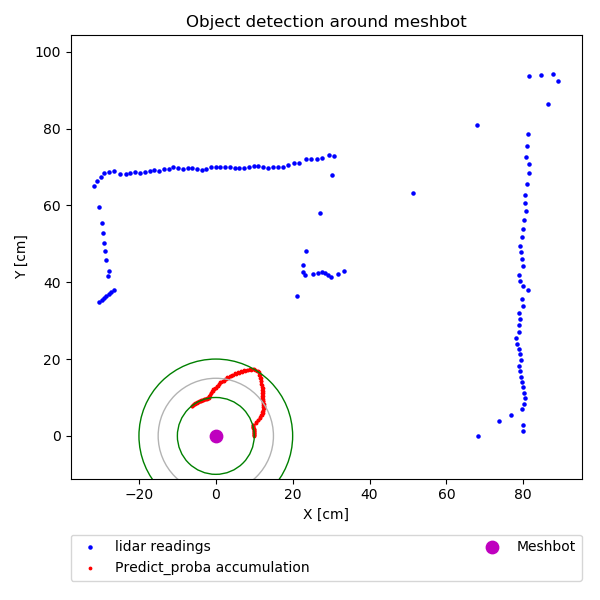 Object detection around meshbot
100
80
60
40
20
0
Y [cm]
−20 0 20 40 60 80
X [cm]
lidar readings
Predict_proba accumulation
Meshbot